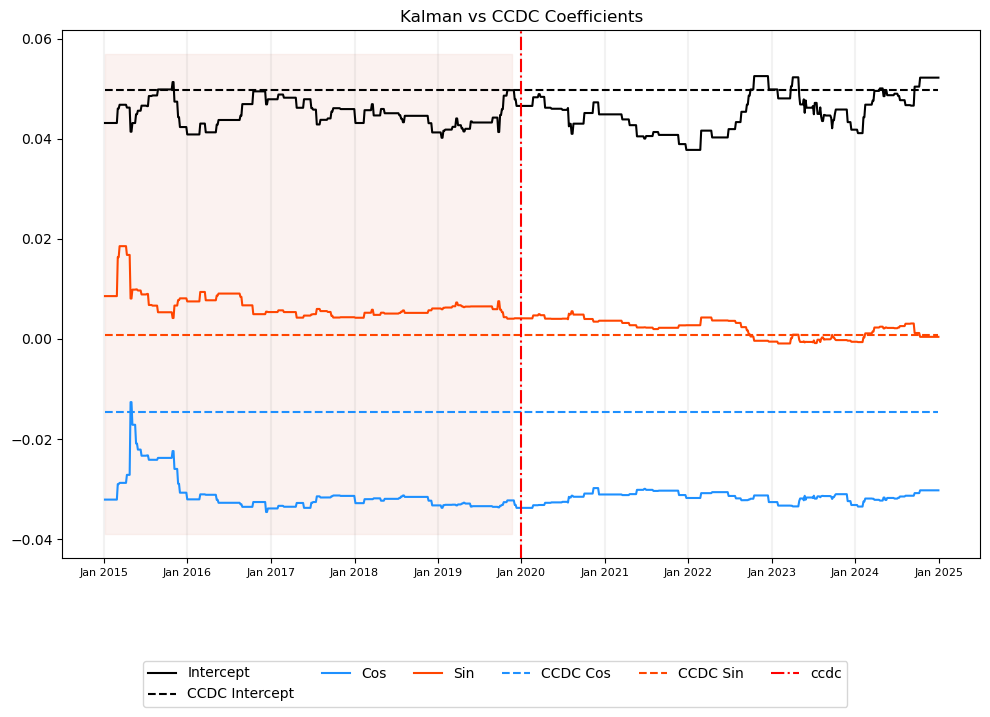 Kalman vs CCDC Coefficients
0.06
0.04
0.02
0.00
−0.02
−0.04
Jan 2015 Jan 2016 Jan 2017 Jan 2018 Jan 2019 Jan 2020 Jan 2021 Jan 2022 Jan 2023 Jan 2024 Jan 2025
Intercept Cos Sin CCDC Cos CCDC Sin ccdc
CCDC Intercept